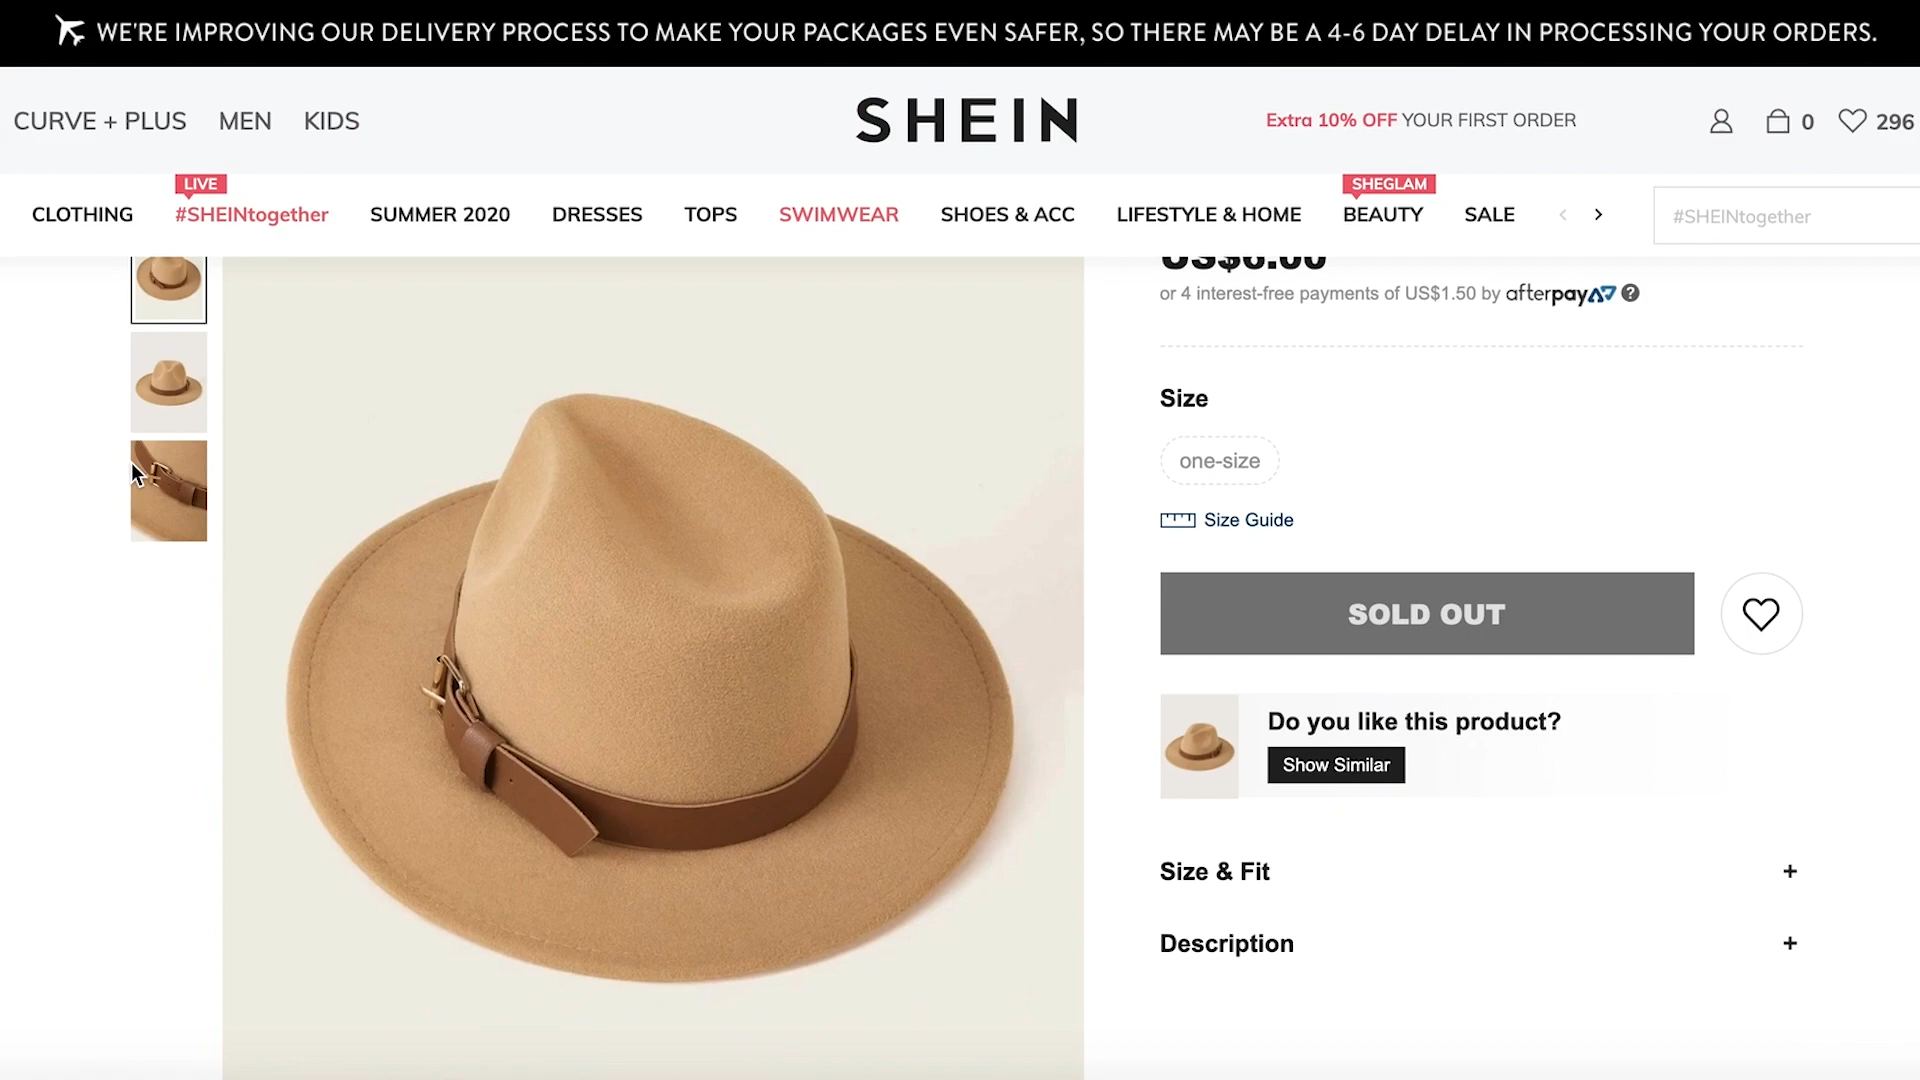 WE'RE IMPROVING OUR DELIVERY PROCESS TO MAKE YOUR PACKAGES EVEN SAFER, SO THERE MAY BE A 4-6 DAY DELAY IN PROCESSING YOUR ORDERS.
CURVE + PLUS MEN KIDS SHEIN Extra 10% OFF YOUR FIRST ORDER 0 296
LIVE SHEGLAM
CLOTHING #SHEINtogether SUMMER 2020 DRESSES TOPS SWIMWEAR SHOES & ACC LIFESTYLE & HOME BEAUTY SALE #SHEINtogether
US$6.00
or 4 interest-free payments of US$1.50 by afterpay ?
Size
one-size
Size Guide
SOLD OUT
Do you like this product?
Show Similar
Size & Fit +
Description +